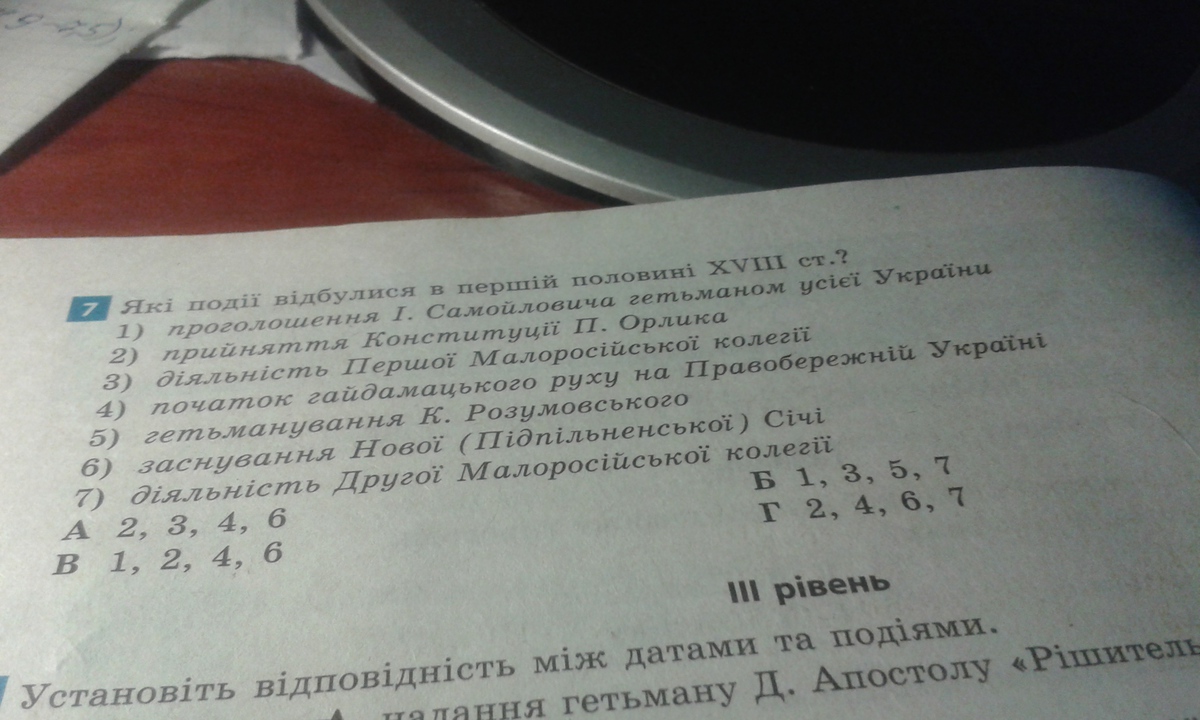 7 Які події відбулися в першій половині XVIII ст.?
1) проголошення І. Самойловича гетьманом усієї України
2) прийняття Конституції П. Орлика
3) діяльність Першої Малоросійської колегії
4) початок гайдамацького руху на Правобережній Україні
5) гетьманування К. Розумовського
6) заснування Нової (Підпільненської) Січі
7) діяльність Другої Малоросійської колегії
А 2, 3, 4, 6
Б 1, 3, 5, 7
В 1, 2, 4, 6
Г 2, 4, 6, 7
III рівень
Установіть відповідність між датами та подіями.
А надання гетьману Д. Апостолу «Рішитель